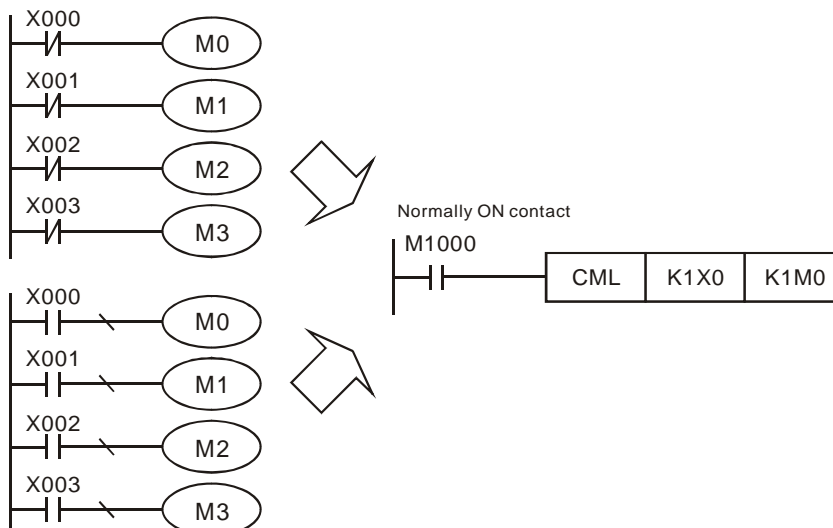 X000
M0
X001
M1
X002
M2
X003
M3
Normally ON contact
M1000
CML K1X0 K1M0
X000
M0
X001
M1
X002
M2
X003
M3